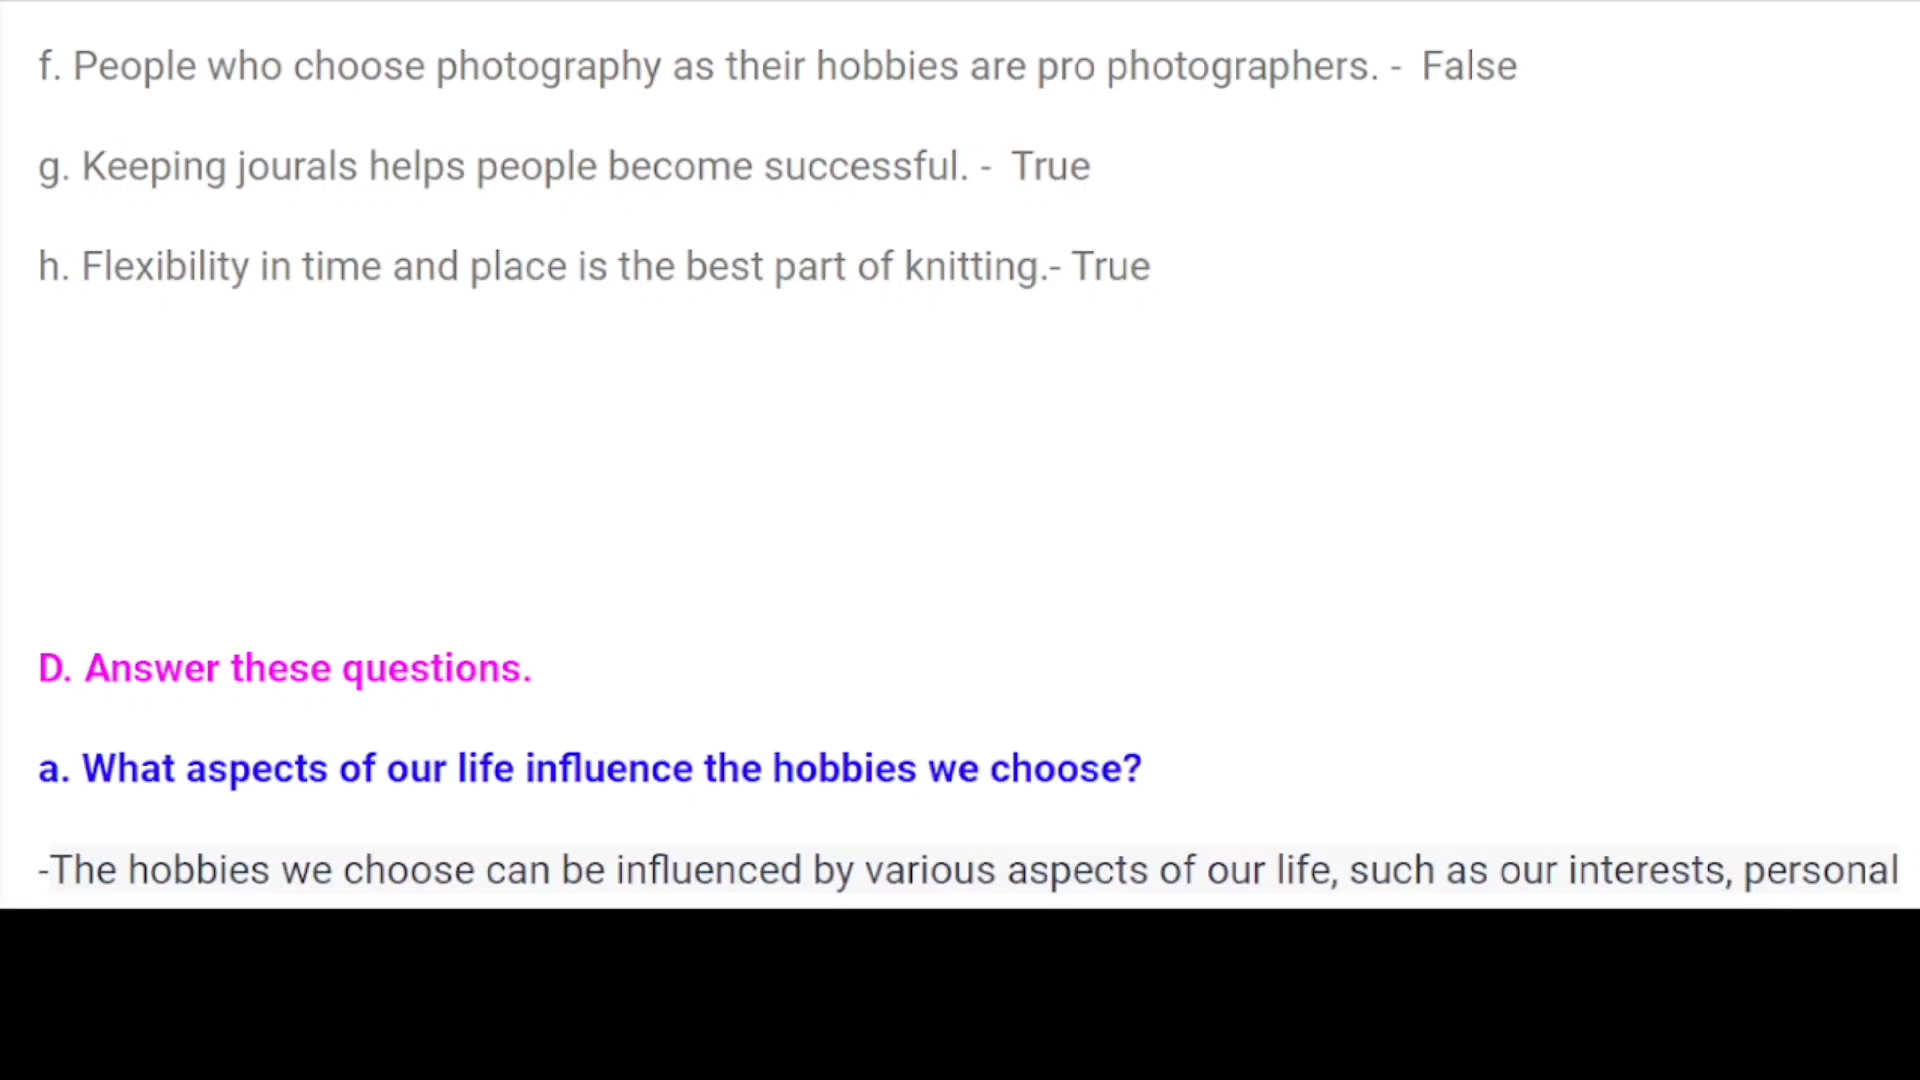 f. People who choose photography as their hobbies are pro photographers. - False
g. Keeping jourals helps people become successful. - True
h. Flexibility in time and place is the best part of knitting.- True
D. Answer these questions.
a. What aspects of our life influence the hobbies we choose?
-The hobbies we choose can be influenced by various aspects of our life, such as our interests, personal